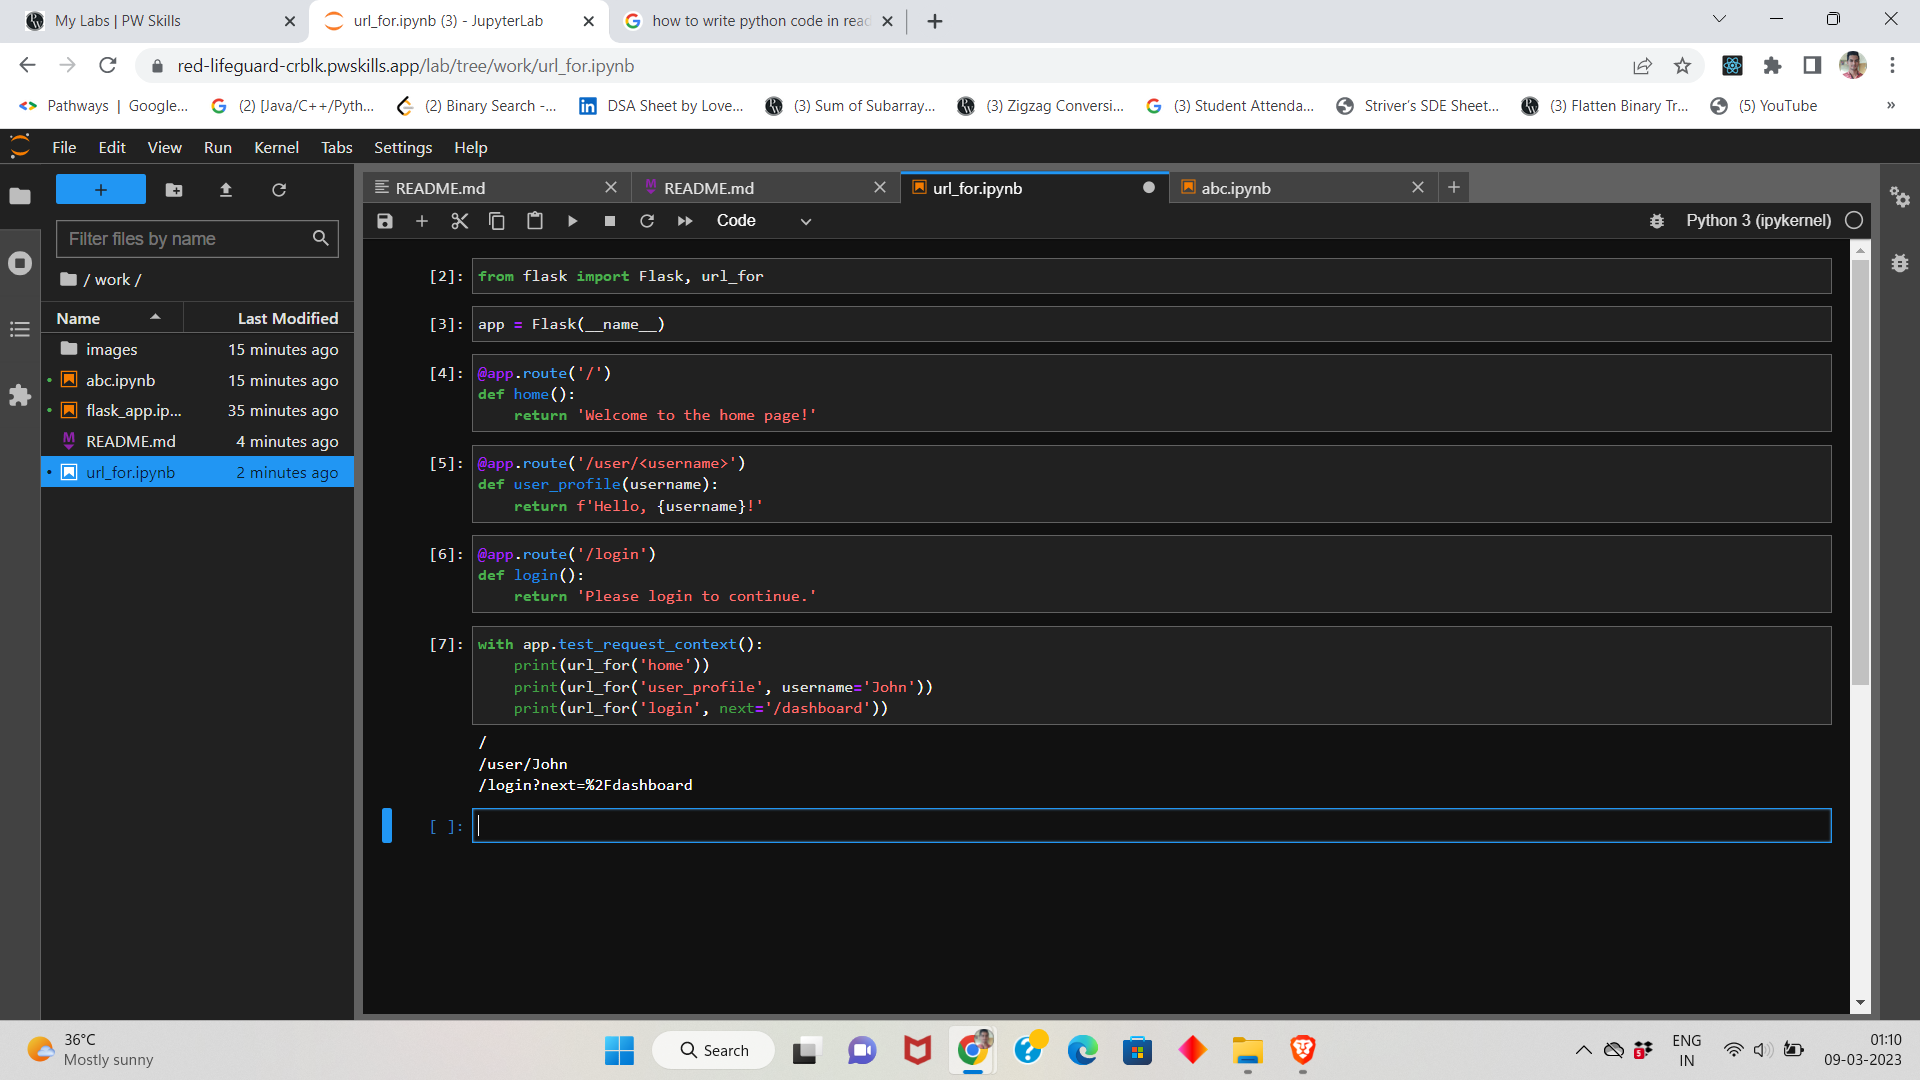 My Labs | PW Skills
url_for.ipynb (3) - JupyterLab
how to write python code in read
red-lifeguard-crblk.pwskills.app/lab/tree/work/url_for.ipynb
Pathways | Google...
(2) [Java/C++/Pyth...
(2) Binary Search -...
DSA Sheet by Love...
(3) Sum of Subarray...
(3) Zigzag Conversi...
(3) Student Attenda...
Striver's SDE Sheet...
(3) Flatten Binary Tr...
(5) YouTube
»
File Edit View Run Kernel Tabs Settings Help
README.md
README.md
url_for.ipynb
abc.ipynb
Code
Python 3 (ipykernel)
Filter files by name
/ work /
Name Last Modified
images 15 minutes ago
abc.ipynb 15 minutes ago
flask_app.ip... 35 minutes ago
README.md 4 minutes ago
url_for.ipynb 2 minutes ago
[2]: from flask import Flask, url_for
[3]: app = Flask(__name__)
[4]: @app.route('/')
def home():
    return 'Welcome to the home page!'
[5]: @app.route('/user/<username>')
def user_profile(username):
    return f'Hello, {username}!'
[6]: @app.route('/login')
def login():
    return 'Please login to continue.'
[7]: with app.test_request_context():
    print(url_for('home'))
    print(url_for('user_profile', username='John'))
    print(url_for('login', next='/dashboard'))
/
/user/John
/login?next=%2Fdashboard
[ ]:
36°C
Mostly sunny
Search
ENG
IN
01:10
09-03-2023